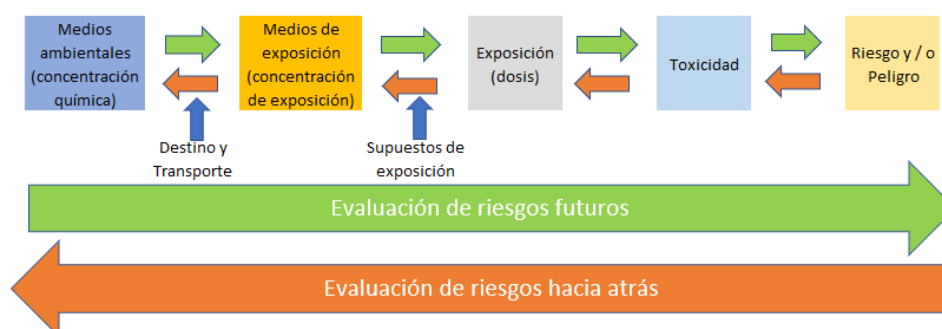 Medios
ambientales
(concentración
química)
Medios de
exposición
(concentración
de exposición)
Exposición
(dosis)
Toxicidad
Riesgo y / o
Peligro
Destino y
Transporte
Supuestos de
exposición
Evaluación de riesgos futuros
Evaluación de riesgos hacia atrás